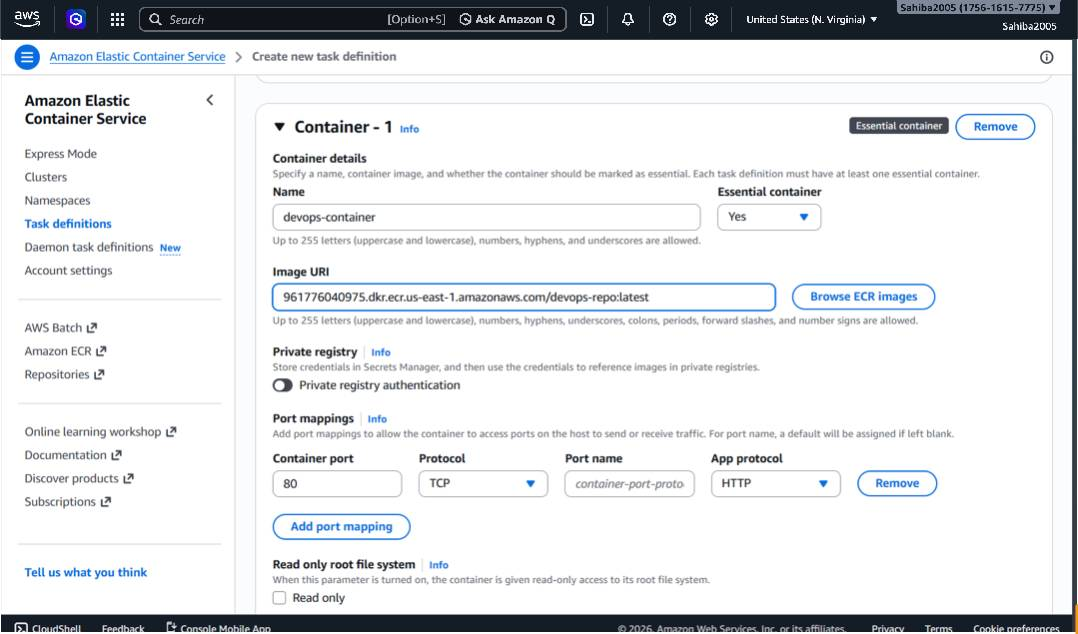 aws
Search [Option+S] Ask Amazon Q United States (N. Virginia) ▼ Sahiba2005 (1756-1615-7775) ▼
Sahiba2005
Amazon Elastic Container Service > Create new task definition
Amazon Elastic
Container Service
Express Mode
Clusters
Namespaces
Task definitions
Daemon task definitions New
Account settings
AWS Batch
Amazon ECR
Repositories
Online learning workshop
Documentation
Discover products
Subscriptions
Tell us what you think
▼ Container - 1 Info Essential container Remove
Container details
Specify a name, container image, and whether the container should be marked as essential. Each task definition must have at least one essential container.
Name Essential container
devops-container Yes
Up to 255 letters (uppercase and lowercase), numbers, hyphens, and underscores are allowed.
Image URI
961776040975.dkr.ecr.us-east-1.amazonaws.com/devops-repo:latest Browse ECR images
Up to 255 letters (uppercase and lowercase), numbers, hyphens, underscores, colons, periods, forward slashes, and number signs are allowed.
Private registry Info
Store credentials in Secrets Manager, and then use the credentials to reference images in private registries.
Private registry authentication
Port mappings Info
Add port mappings to allow the container to access ports on the host to send or receive traffic. For port name, a default will be assigned if left blank.
Container port Protocol Port name App protocol
80 TCP container-port-proto HTTP Remove
Add port mapping
Read only root file system Info
When this parameter is turned on, the container is given read-only access to its root file system.
Read only
CloudShell Feedback Console Mobile App © 2026, Amazon Web Services, Inc. or its affiliates. Privacy Terms Cookie preferences